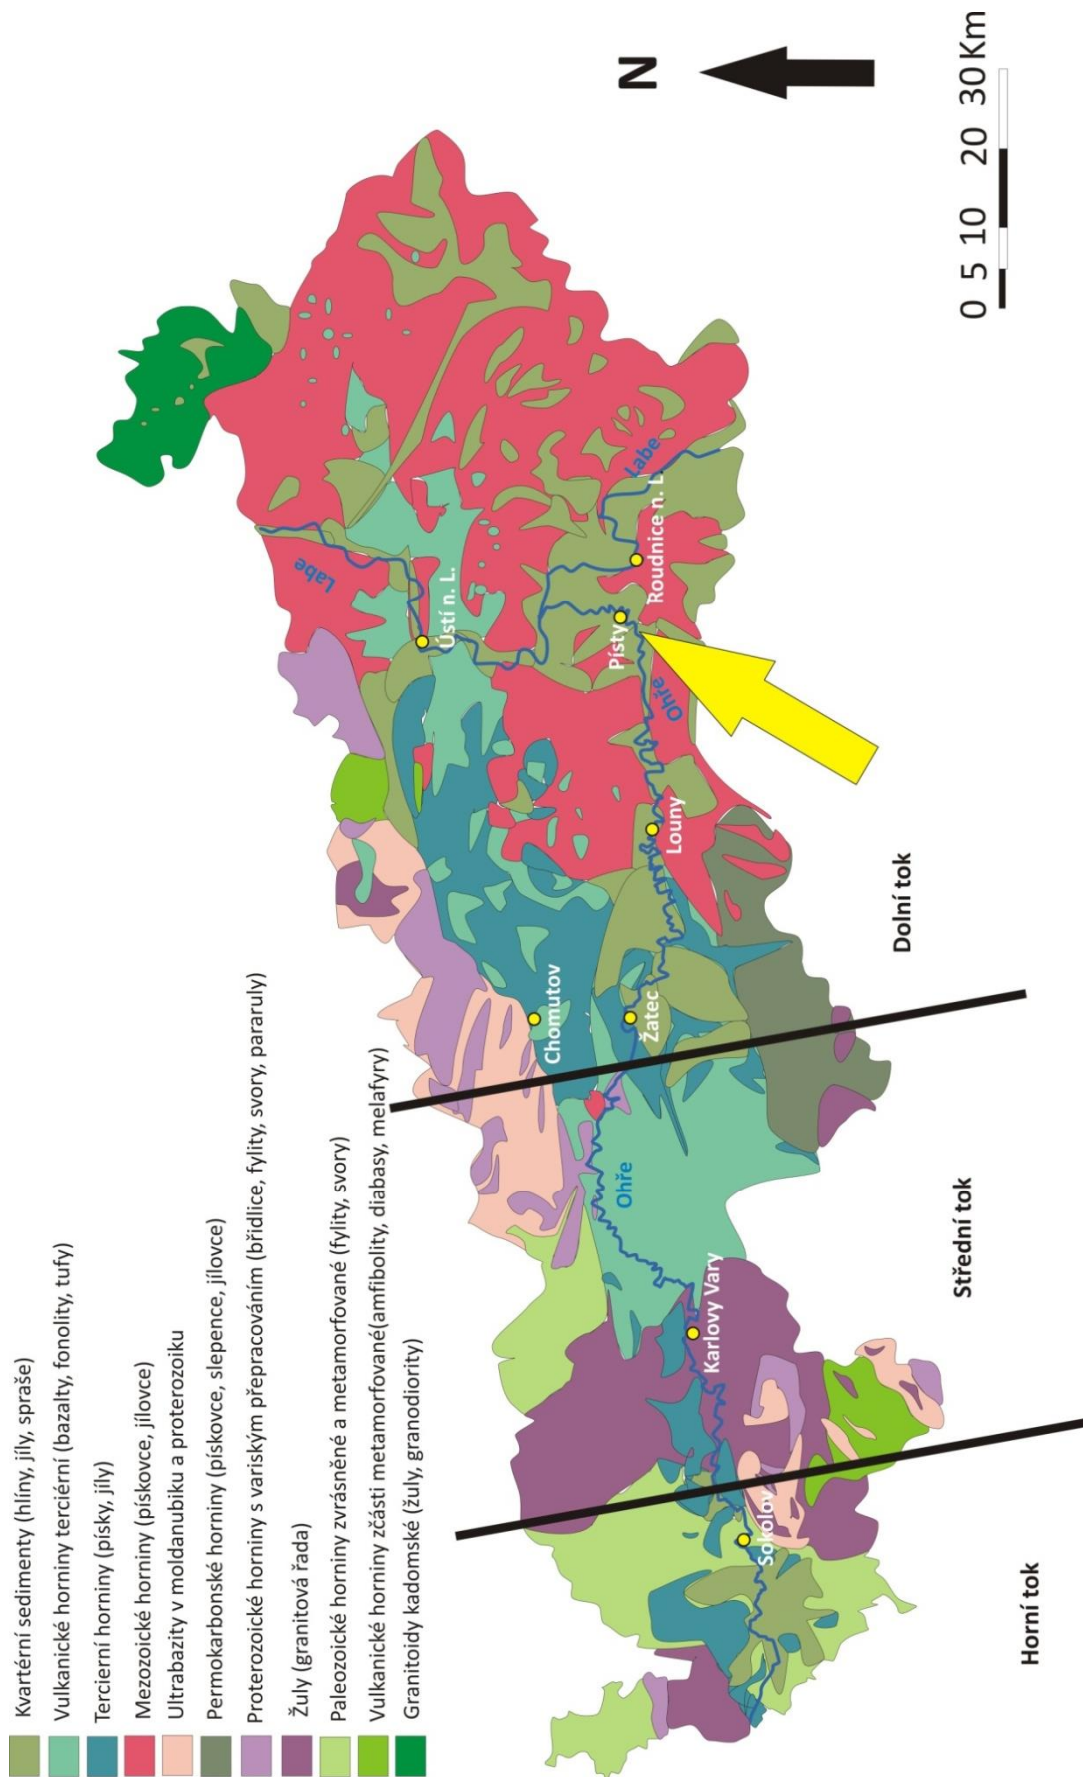 Kvartérní sedimenty (hlíny, jíly, spraše)
Vulkanické horniny terciérní (bazalty, fonolity, tufy)
Tercierní horniny (písky, jíly)
Mezozoické horniny (pískovce, jílovce)
Ultrabazity v moldanubiku a proterozoiku
Permokarbonské horniny (pískovce, slepence, jílovce)
Proterozoické horniny s variským přepracováním (břidlice, fylity, svory, pararuly)
Žuly (granitová řada)
Paleozoické horniny zvrásněné a metamorfované (fylity, svory)
Vulkanické horniny zčásti metamorfované(amfibolity, diabasy, melafyry)
Granitoidy kadomské (žuly, granodiority)
N
0 5 10 20 30 Km
Labe
Ústí n. L.
Labe
Roudnice n. L.
Písty
Ohře
Louny
Chomutov
Žatec
Ohře
Karlovy Vary
Sokolov
Horní tok
Střední tok
Dolní tok